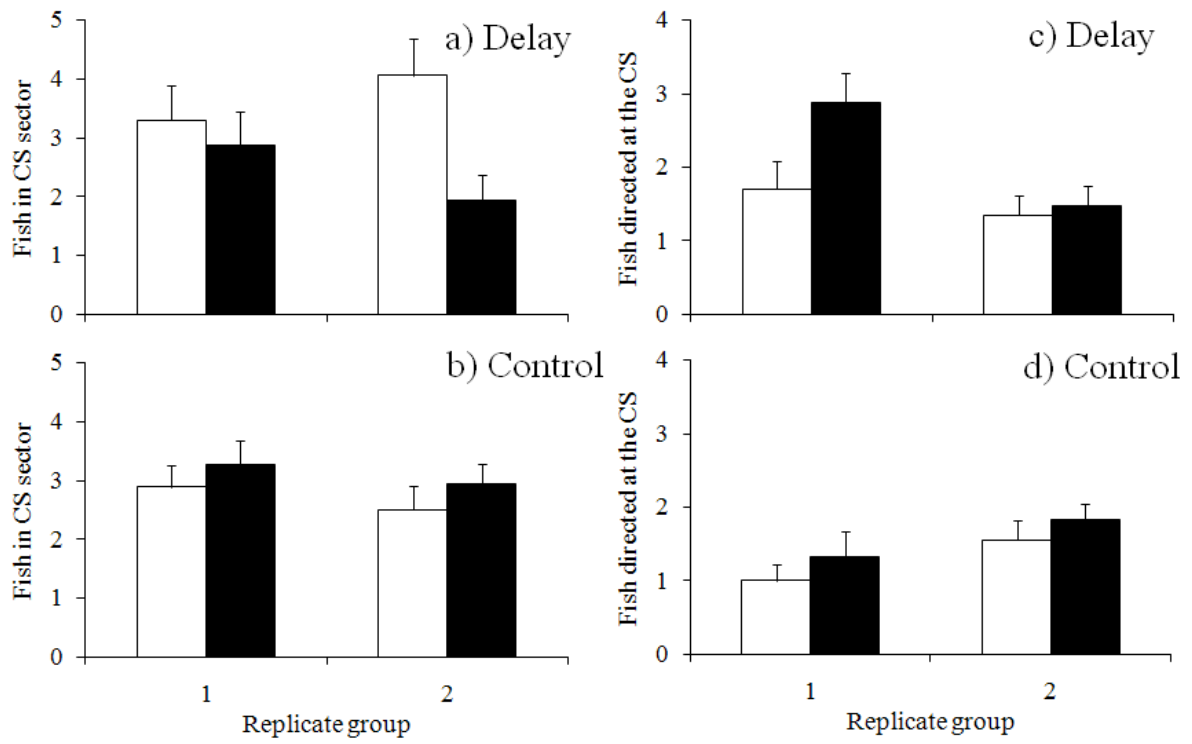 a) Delay
Fish in CS sector
5
4
3
2
1
0
c) Delay
Fish directed at the CS
4
3
2
1
0
b) Control
Fish in CS sector
5
4
3
2
1
0
1
2
Replicate group
d) Control
Fish directed at the CS
4
3
2
1
0
1
2
Replicate group